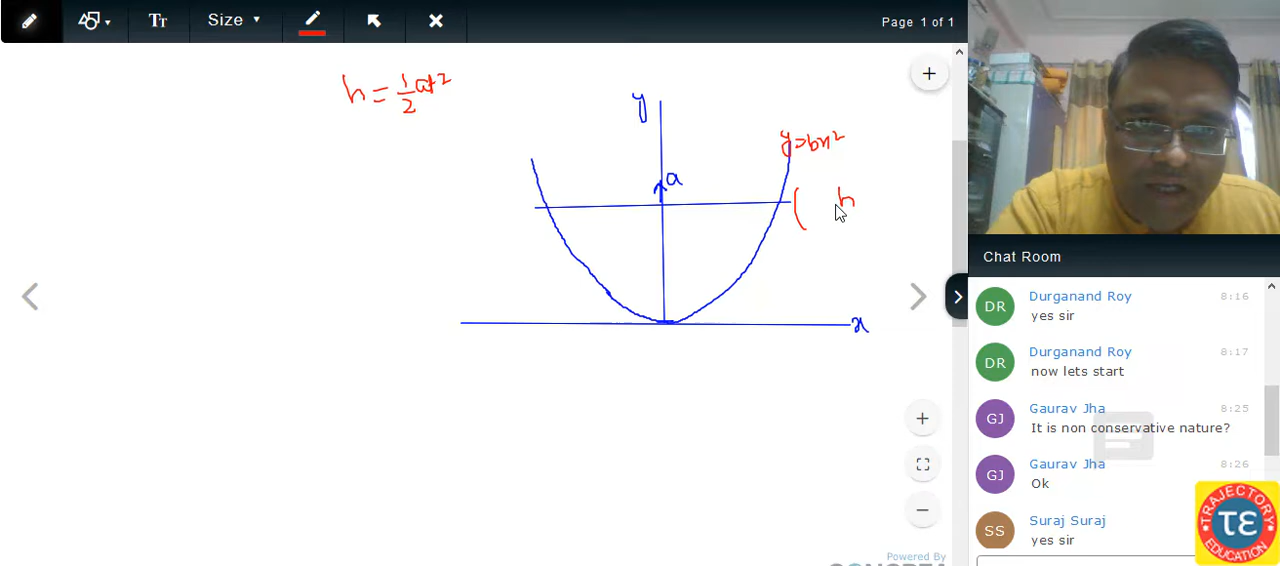 Tт
Size
Page 1 of 1
h = 1/2 at²
y
y=bx²
a
( h
x
Chat Room
DR
Durganand Roy 8:16
yes sir
DR
Durganand Roy 8:17
now lets start
GJ
Gaurav Jha 8:25
It is non conservative nature?
GJ
Gaurav Jha 8:26
Ok
SS
Suraj Suraj
yes sir
TRAJECTORY
TE
EDUCATION
Powered By